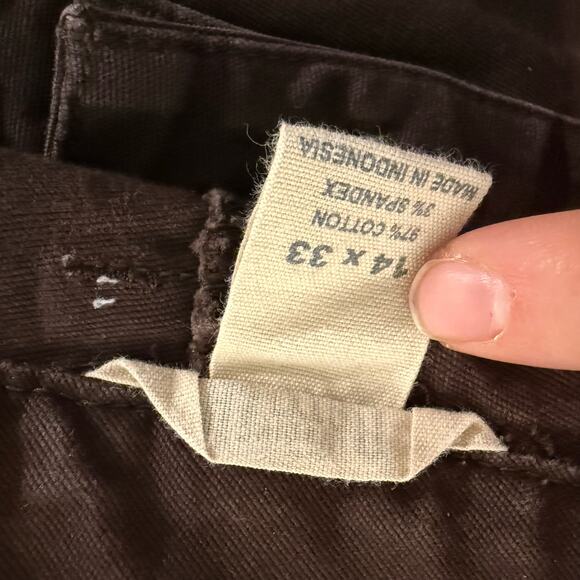 14 x 33
97% COTTON
3% SPANDEX
MADE IN INDONESIA